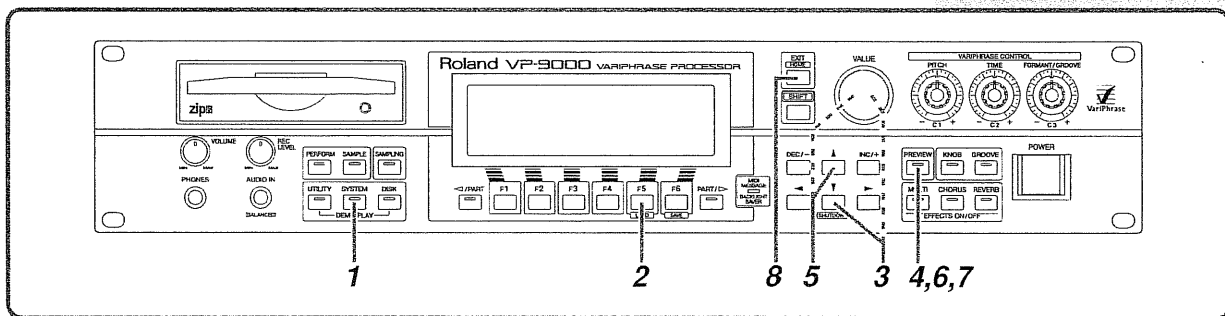 Roland VP-9000 VARIPHRASE PROCESSOR
zip
VOLUME
REC LEVEL
PHONES
AUDIO IN
BALANCED
PERFORM SAMPLE SAMPLING
UTILITY SYSTEM DISK
◁/PART F1 F2 F3 F4 F5 F6 PART/▷
SAVE
MIDI MESSAGE
EXIT
HOME
SHIFT
VALUE
DEC/− ▲ INC/+
◀ ▼ ▶
VARIPHRASE CONTROL
PITCH TIME FORMANT/GROOVE
− C1 + − C2 + − C3 +
VariPhrase
PREVIEW KNOB GROOVE
MULTI CHORUS REVERB
EFFECTS ON/OFF
POWER
1 2 8 5 3 4,6,7